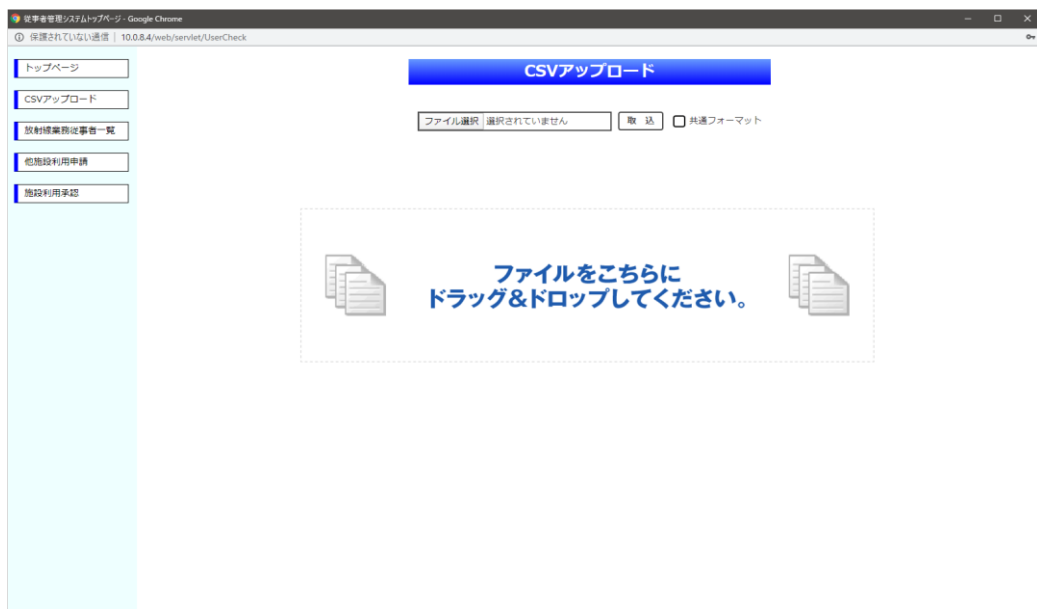 従事者管理システムトップページ - Google Chrome
保護されていない通信 | 10.0.8.4/web/servlet/UserCheck
トップページ
CSVアップロード
放射線業務従事者一覧
他施設利用申請
施設利用承認
CSVアップロード
ファイル選択 選択されていません 取 込 共通フォーマット
ファイルをこちらに
ドラッグ&ドロップしてください。